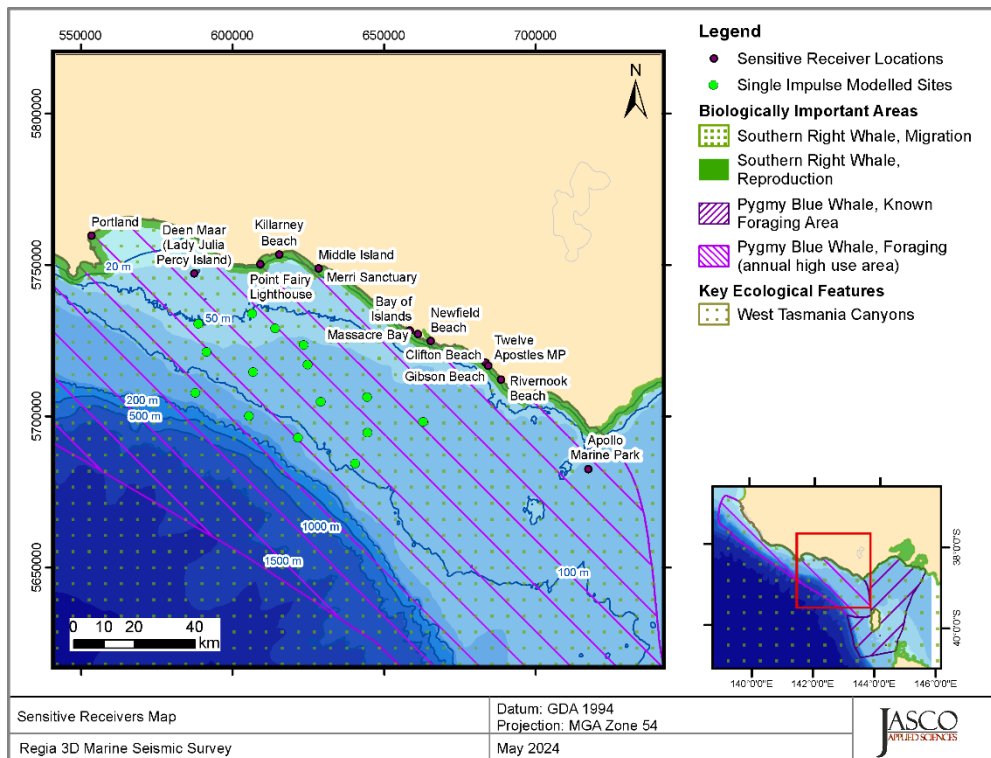 550000
600000
650000
700000
5800000
5750000
5700000
5650000
N
Portland
Deen Maar
(Lady Julia
Percy Island)
Killarney
Beach
Point Fairy
Lighthouse
Middle Island
Merri Sanctuary
Bay of
Islands
Massacre Bay
Newfield
Beach
Clifton Beach
Gibson Beach
Twelve
Apostles MP
Rivernook
Beach
Apollo
Marine Park
20 m
50 m
200 m
500 m
1000 m
1500 m
100 m
0 10 20 40
km
Legend
Sensitive Receiver Locations
Single Impulse Modelled Sites
Biologically Important Areas
Southern Right Whale, Migration
Southern Right Whale,
Reproduction
Pygmy Blue Whale, Known
Foraging Area
Pygmy Blue Whale, Foraging
(annual high use area)
Key Ecological Features
West Tasmania Canyons
38°0'0"S
40°0'0"S
140°0'0"E
142°0'0"E
144°0'0"E
146°0'0"E
Sensitive Receivers Map
Datum: GDA 1994
Projection: MGA Zone 54
Regia 3D Marine Seismic Survey
May 2024
JASCO
APPLIED SCIENCES